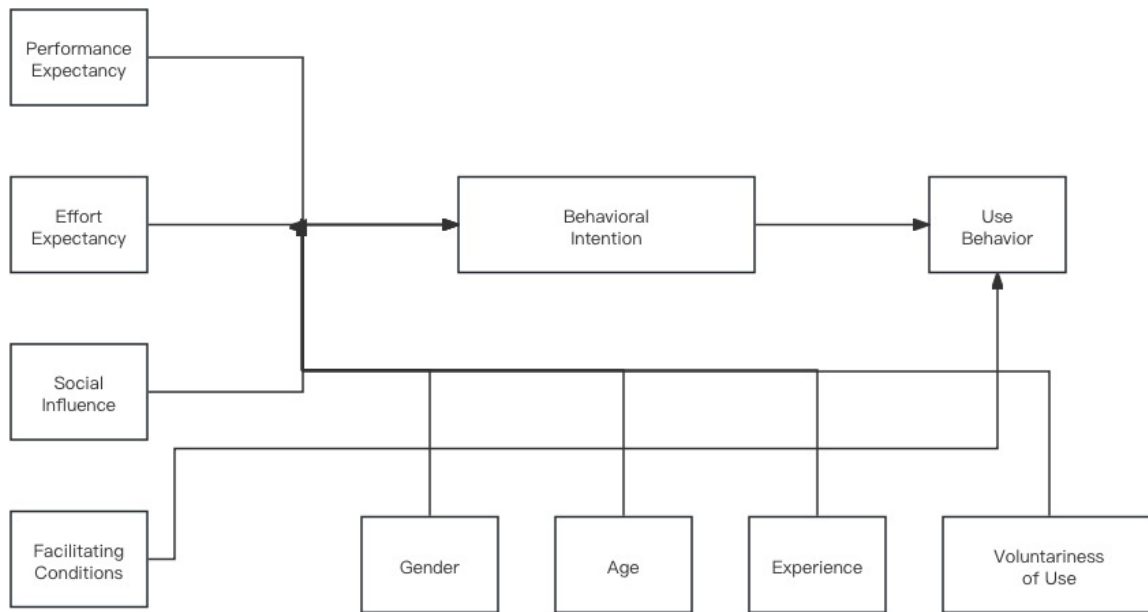 Performance
Expectancy
Effort
Expectancy
Behavioral
Intention
Use
Behavior
Social
Influence
Facilitating
Conditions
Gender
Age
Experience
Voluntariness
of Use